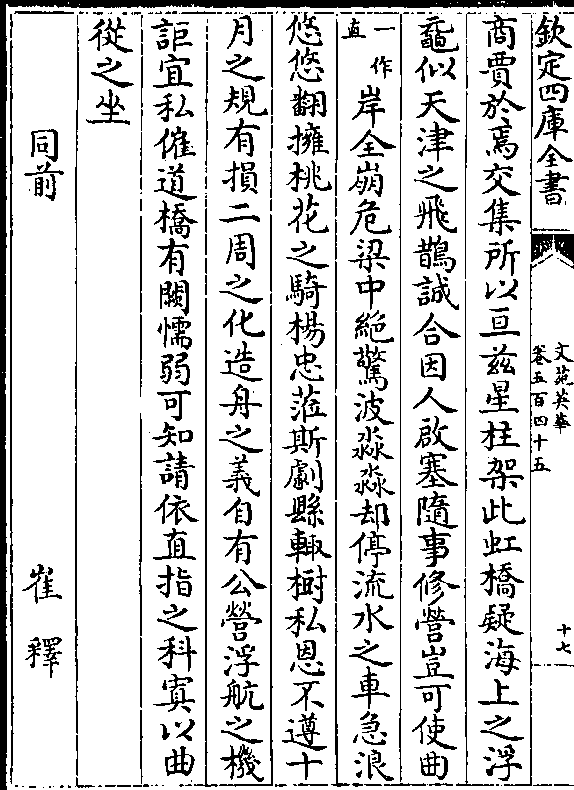 欽定四庫全書
文苑英華
卷五百四十五
十七
商賈於焉交集所以亘兹星柱架此虹橋疑海上之浮
黿似天津之飛鵲誠合因人啟塞隨事修營豈可使曲
一作
直
岸全崩危梁中絶驚波淼淼却停流水之車急浪
悠悠翻擁桃花之騎楊忠蒞斯劇縣輙樹私恩不遵十
月之規有損二周之化造舟之義自有公營浮航之機
詎宜私傕道橋有闕懦弱可知請依直指之科寘以曲
從之坐
同前
崔釋